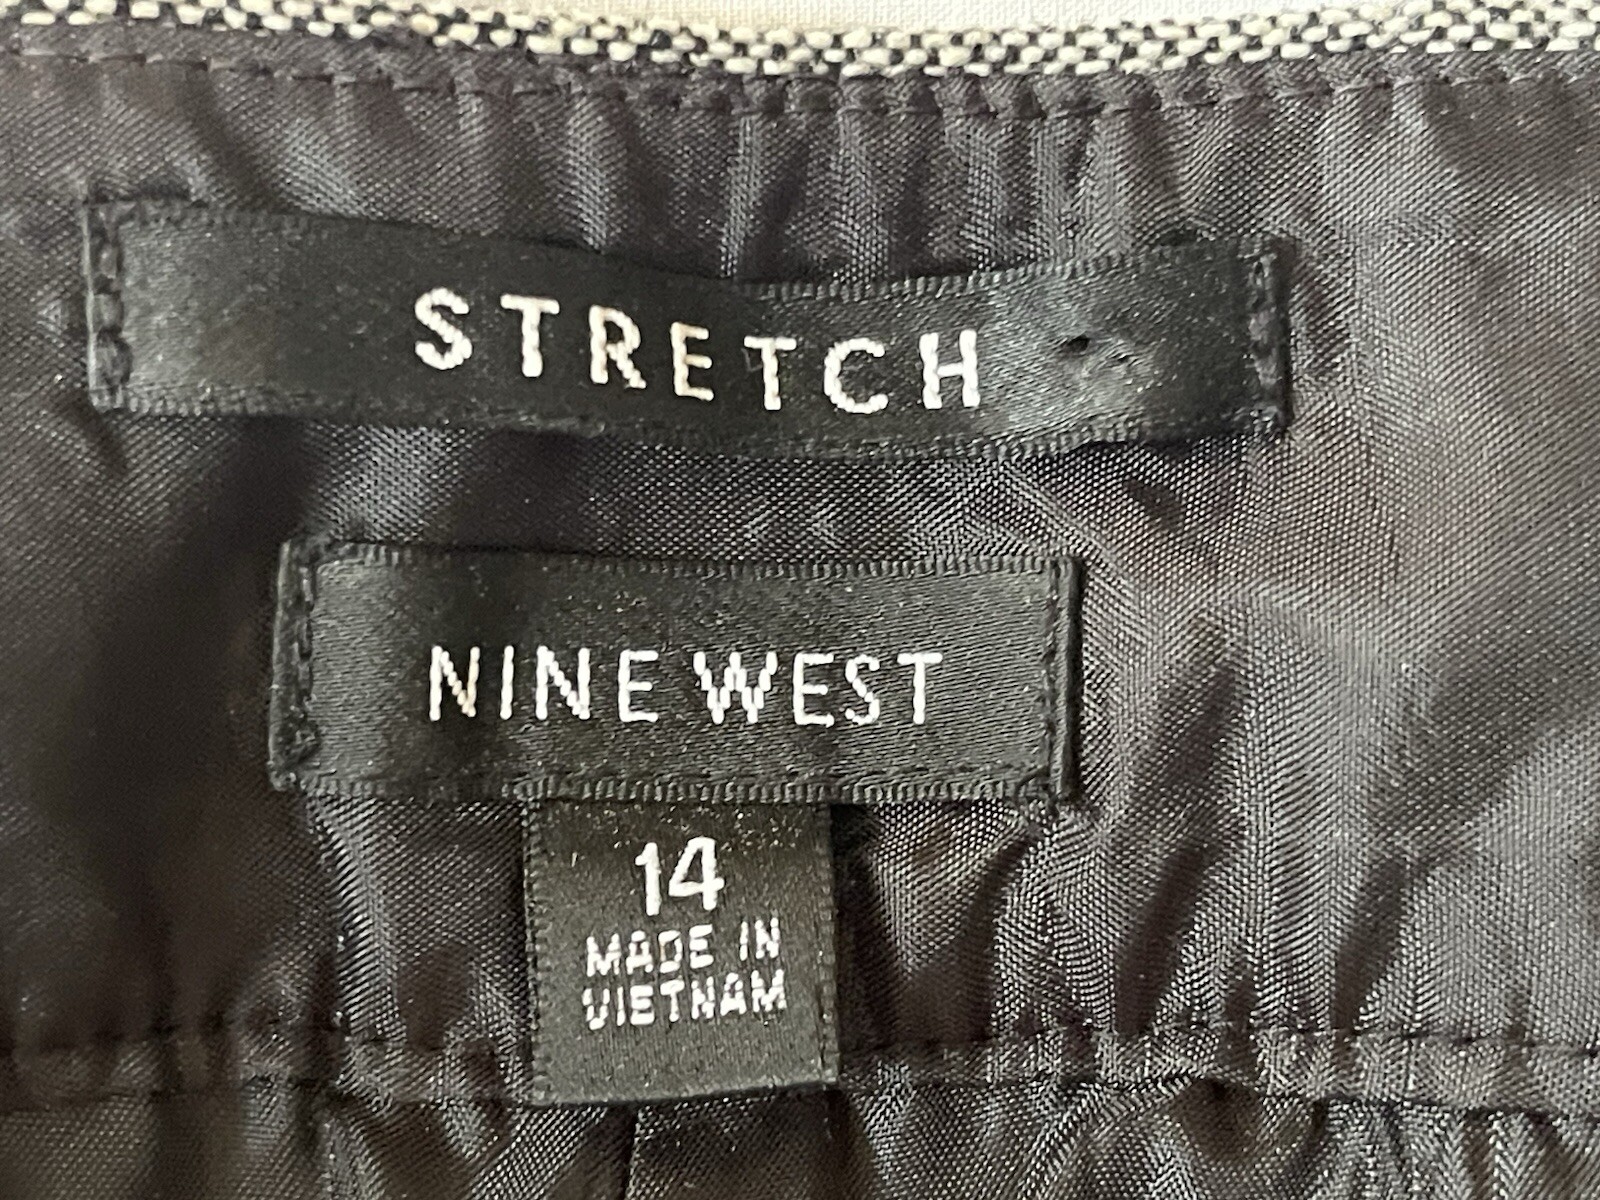 STRETCH
NINE WEST
14
MADE IN
VIETNAM